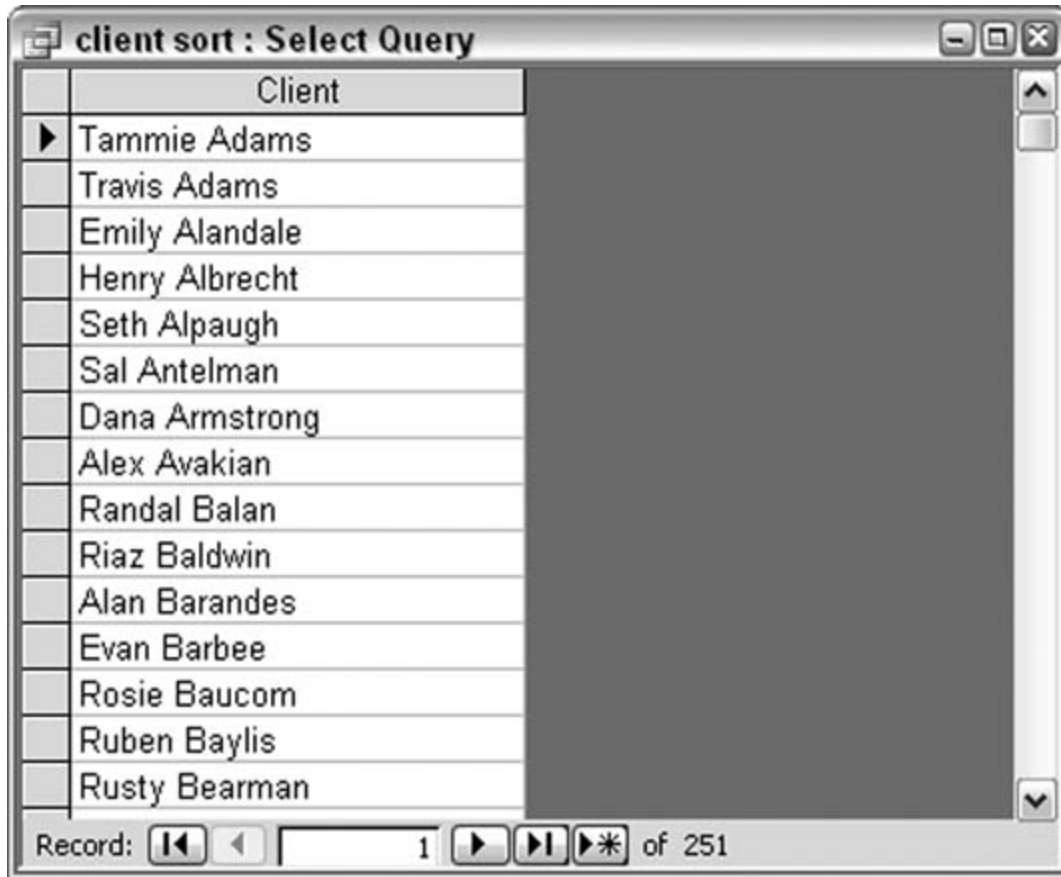 client sort : Select Query
Client
Tammie Adams
Travis Adams
Emily Alandale
Henry Albrecht
Seth Alpaugh
Sal Antelman
Dana Armstrong
Alex Avakian
Randal Balan
Riaz Baldwin
Alan Barandes
Evan Barbee
Rosie Baucom
Ruben Baylis
Rusty Bearman
Record: 1 of 251